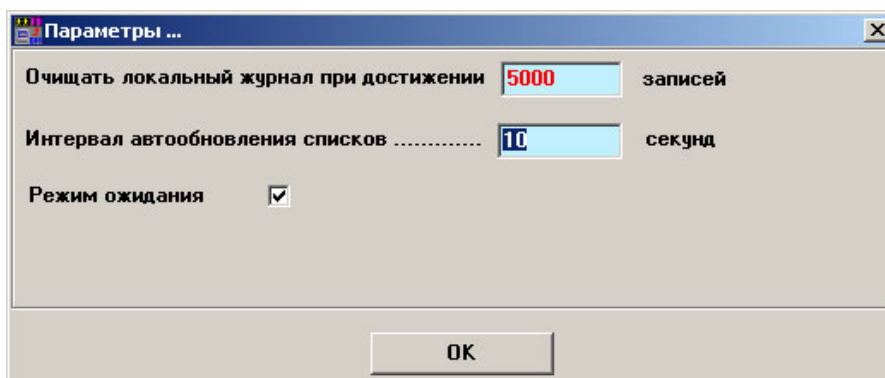 Параметры ...
Очищать локальный журнал при достижении 5000 записей
Интервал автообновления списков ............. 10 секунд
Режим ожидания
OK